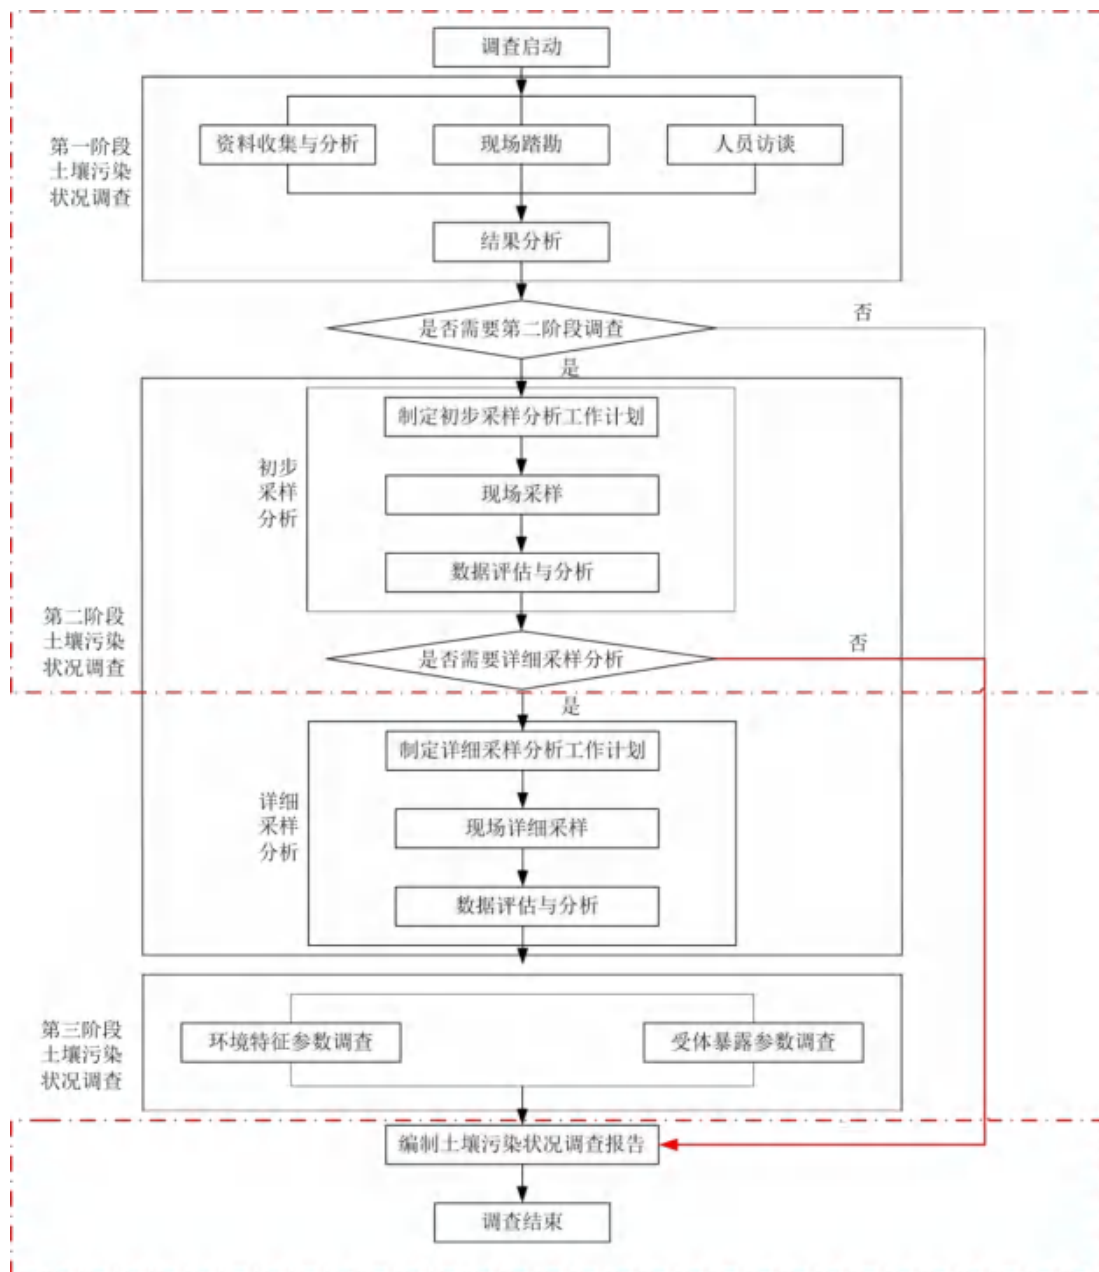 调查启动
第一阶段
土壤污染
状况调查
资料收集与分析
现场踏勘
人员访谈
结果分析
是否需要第二阶段调查
否
是
第二阶段
土壤污染
状况调查
初步
采样
分析
制定初步采样分析工作计划
现场采样
数据评估与分析
是否需要详细采样分析
否
是
详细
采样
分析
制定详细采样分析工作计划
现场详细采样
数据评估与分析
第三阶段
土壤污染
状况调查
环境特征参数调查
受体暴露参数调查
编制土壤污染状况调查报告
调查结束